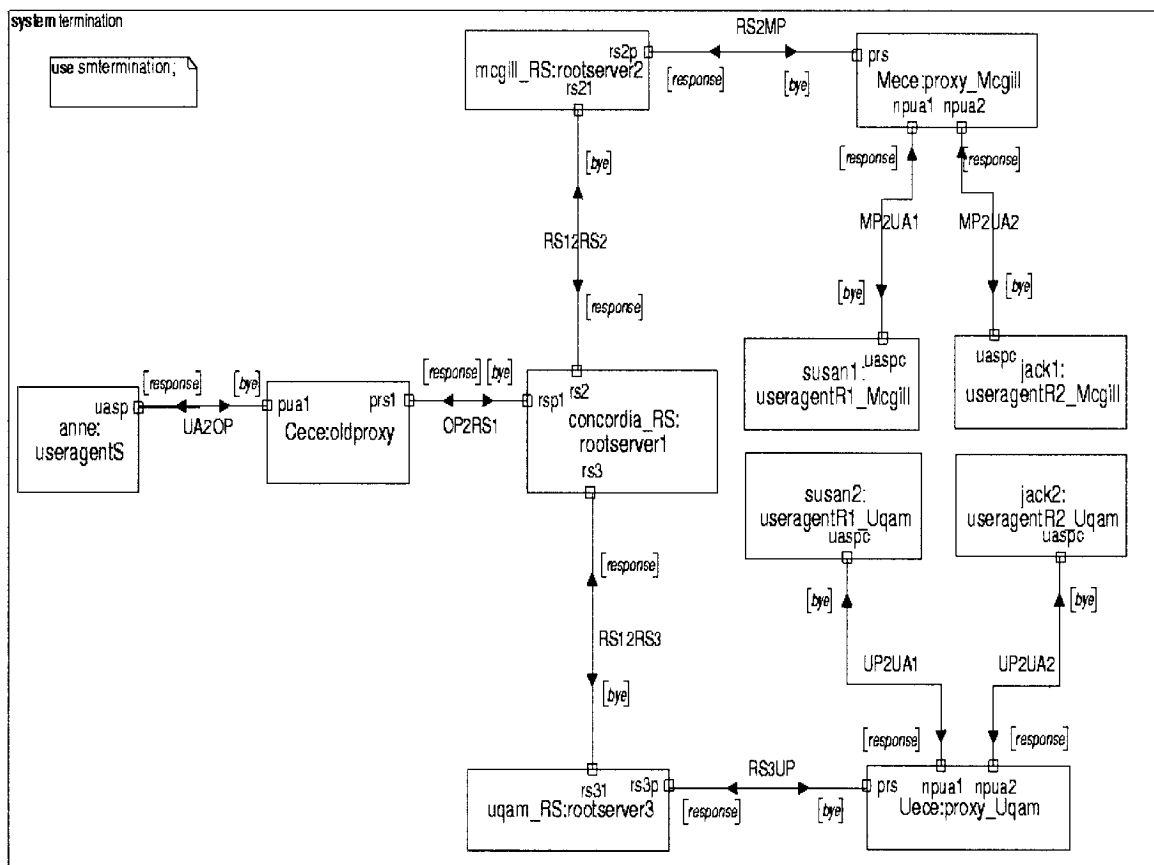 system termination
use smtermination;
RS2MP
rs2p
[response]
[bye]
mcgill_RS:rootserver2
rs21
prs
Mece:proxy_Mcgill
npua1 npua2
[bye]
[response]
[response]
RS12RS2
MP2UA1
MP2UA2
[response]
[bye]
[bye]
uaspc
susan1:
useragentR1_Mcgill
uaspc
jack1:
useragentR2_Mcgill
[response]
[bye]
[response]
[bye]
uasp
anne:
useragentS
UA2OP
pua1
prs1
Cece:oldproxy
OP2RS1
rs2
rsp1
concordia_RS:
rootserver1
rs3
susan2:
useragentR1_Uqam
uaspc
jack2:
useragentR2_Uqam
uaspc
[response]
[bye]
[bye]
RS12RS3
UP2UA1
UP2UA2
[bye]
[response]
[response]
RS3UP
rs31
rs3p
uqam_RS:rootserver3
[response]
[bye]
prs
npua1 npua2
Uece:proxy_Uqam